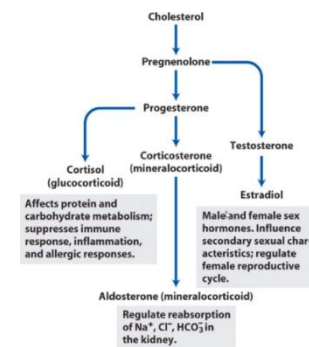 Cholesterol
Pregnenolone
Progesterone
Testosterone
Cortisol
(glucocorticoid)
Corticosterone
(mineralocorticoid)
Estradiol
Affects protein and
carbohydrate metabolism;
suppresses immune
response, inflammation,
and allergic responses.
Male and female sex
hormones. Influence
secondary sexual char-
acteristics; regulate
female reproductive
cycle.
Aldosterone (mineralocorticoid)
Regulate reabsorption
of Na⁺, Cl⁻, HCO₃⁻ in
the kidney.